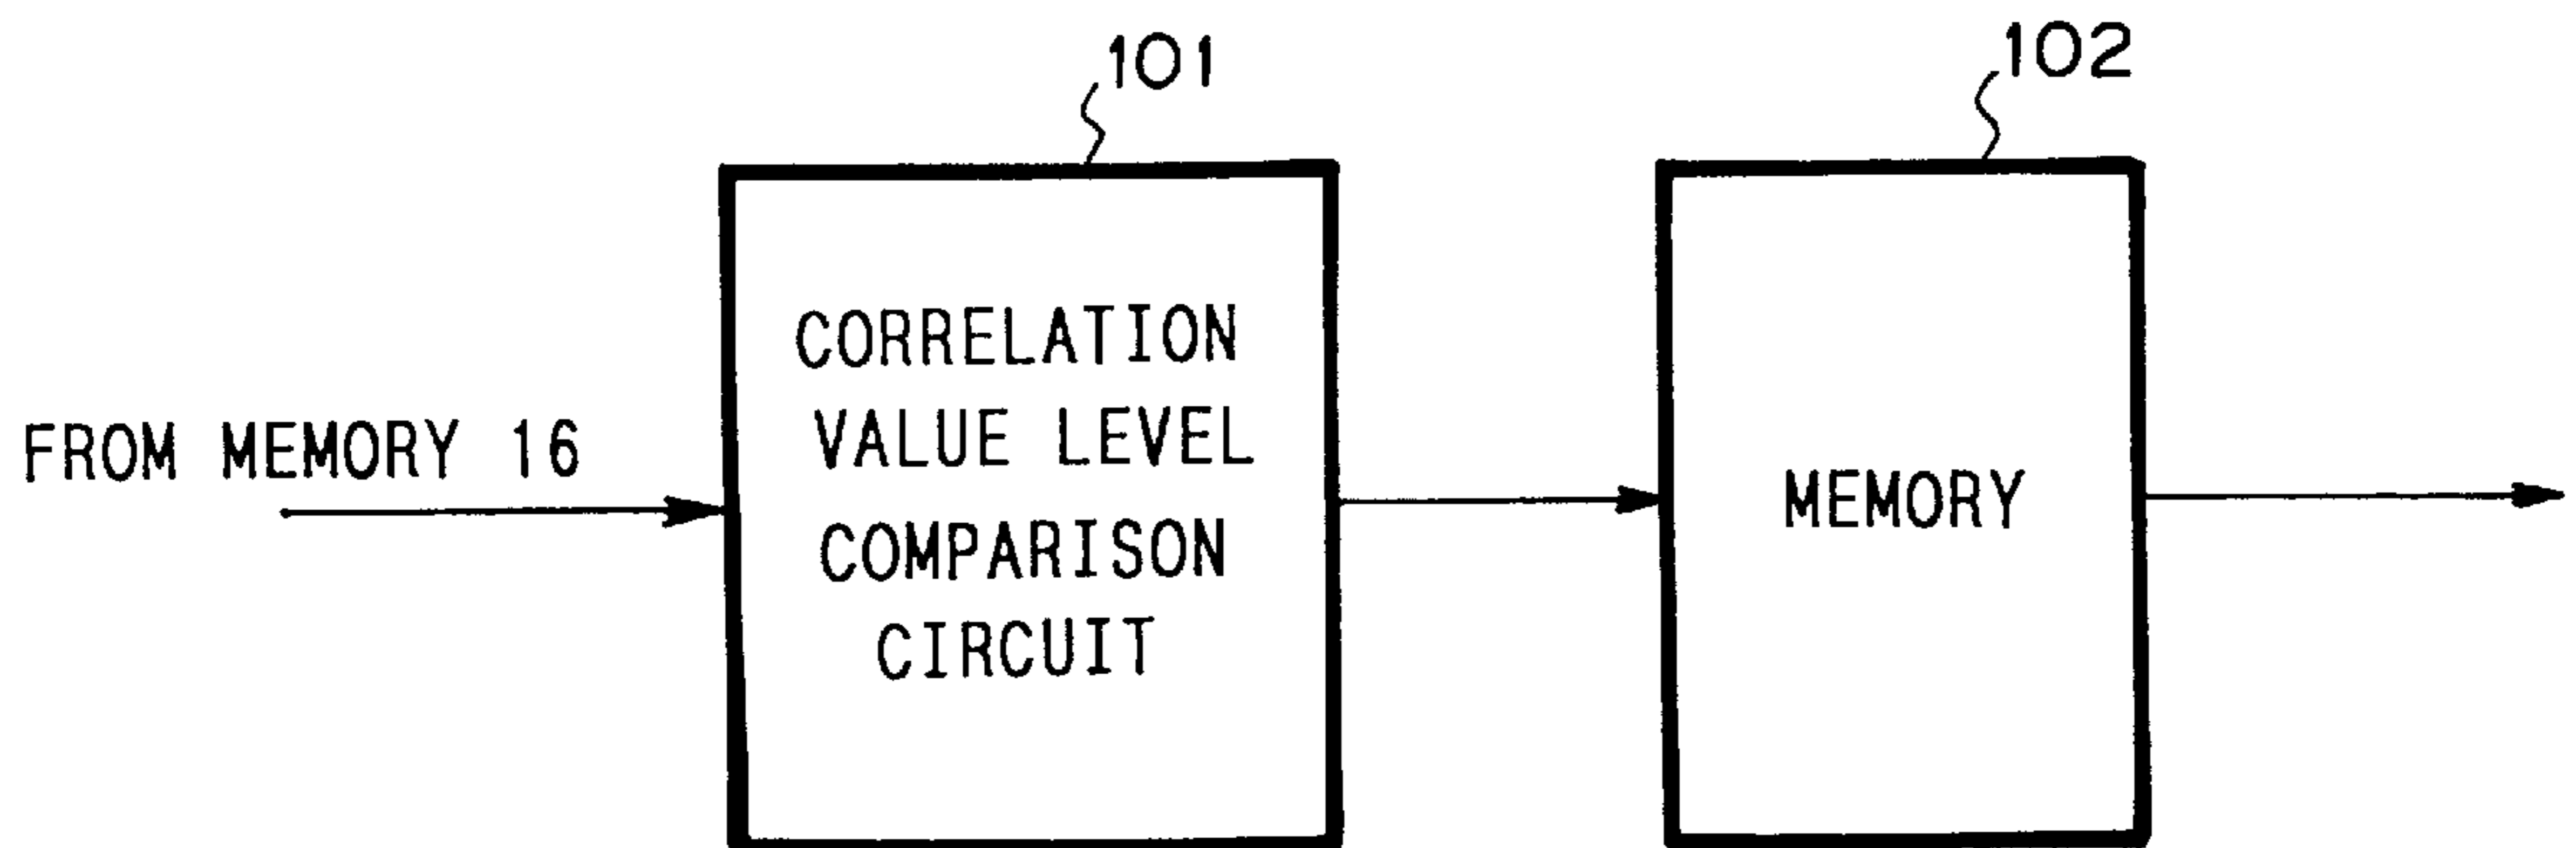 101
102
FROM MEMORY 16
CORRELATION
VALUE LEVEL
COMPARISON
CIRCUIT
MEMORY